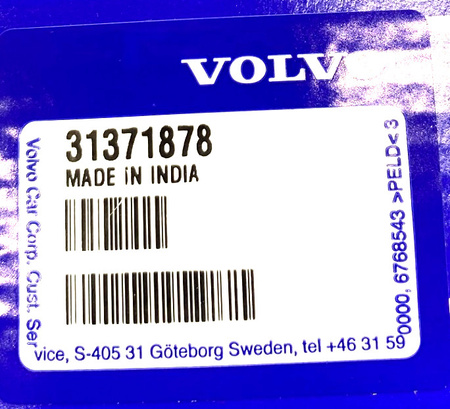 VOLV
31371878
MADE iN INDIA
Volvo Car Corp. Cust. Ser
vice, S-405 31 Göteborg Sweden, tel +46 31 59
0000, 6768543 >PELD< 3